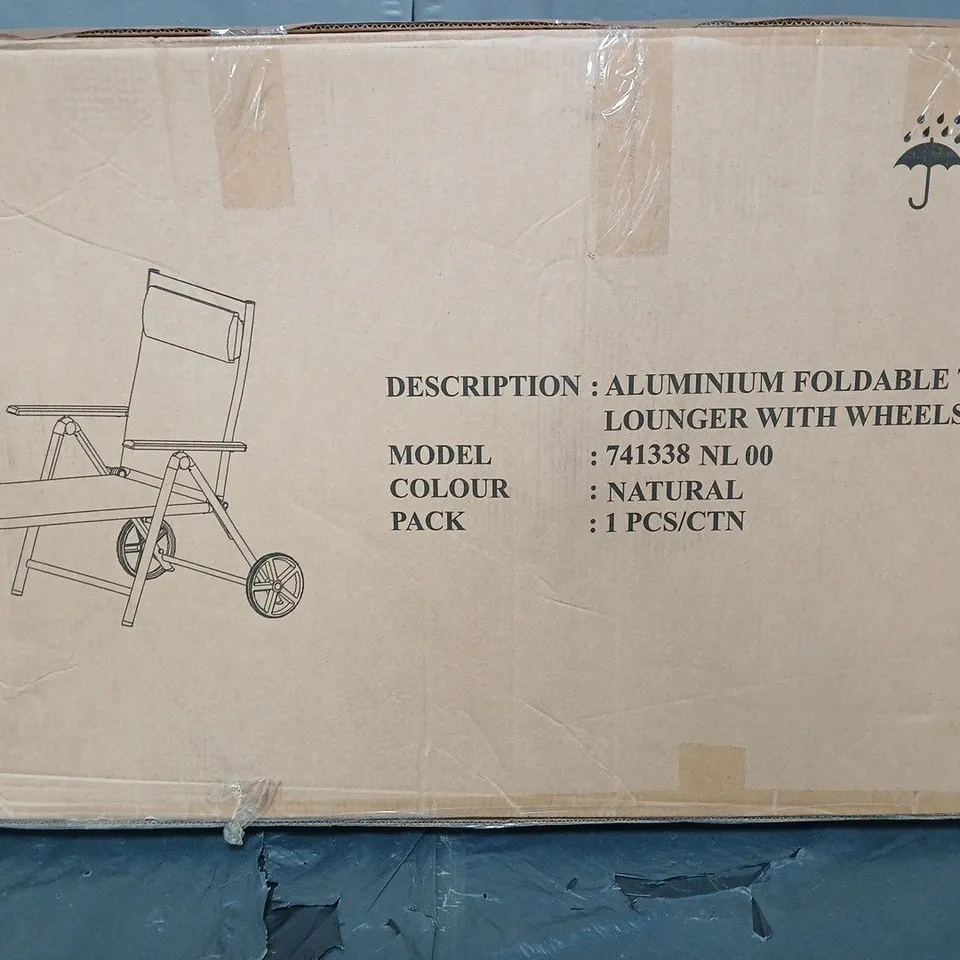 DESCRIPTION : ALUMINIUM FOLDABLE
LOUNGER WITH WHEELS
MODEL : 741338 NL 00
COLOUR : NATURAL
PACK : 1 PCS/CTN